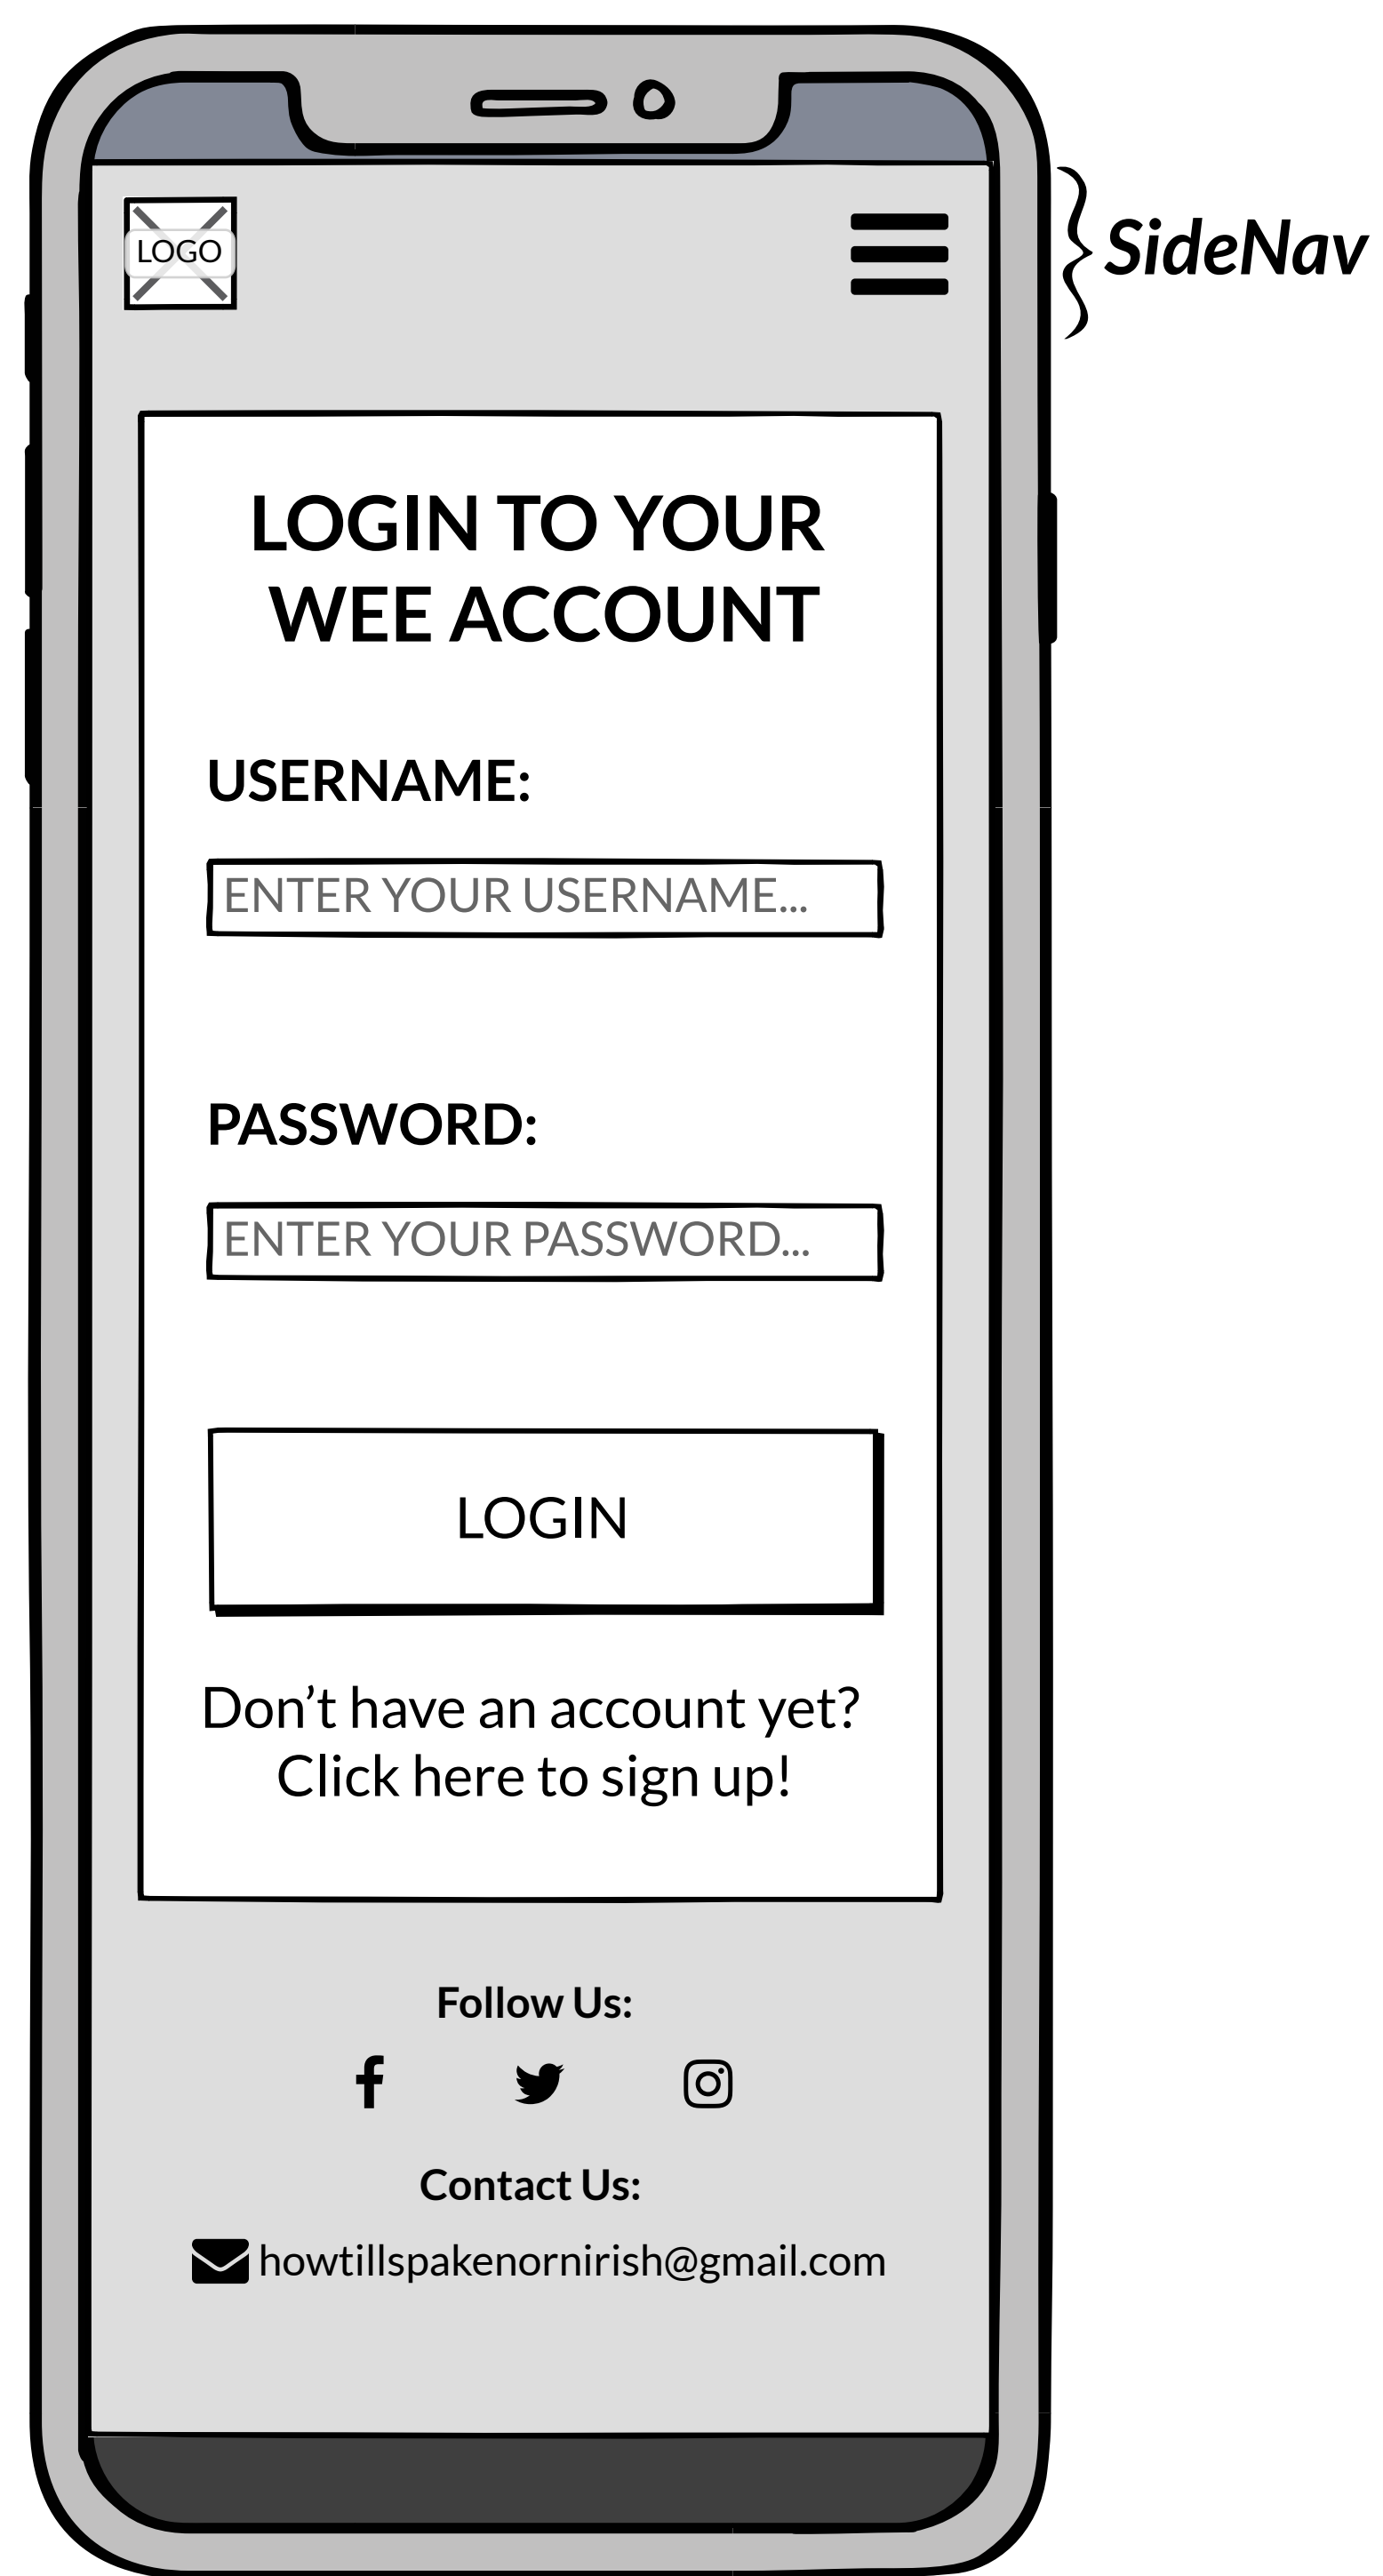 LOGO
SideNav
LOGIN TO YOUR
WEE ACCOUNT
USERNAME:
ENTER YOUR USERNAME...
PASSWORD:
ENTER YOUR PASSWORD...
LOGIN
Don’t have an account yet?
Click here to sign up!
Follow Us:
Contact Us:
howtillspakenornirish@gmail.com